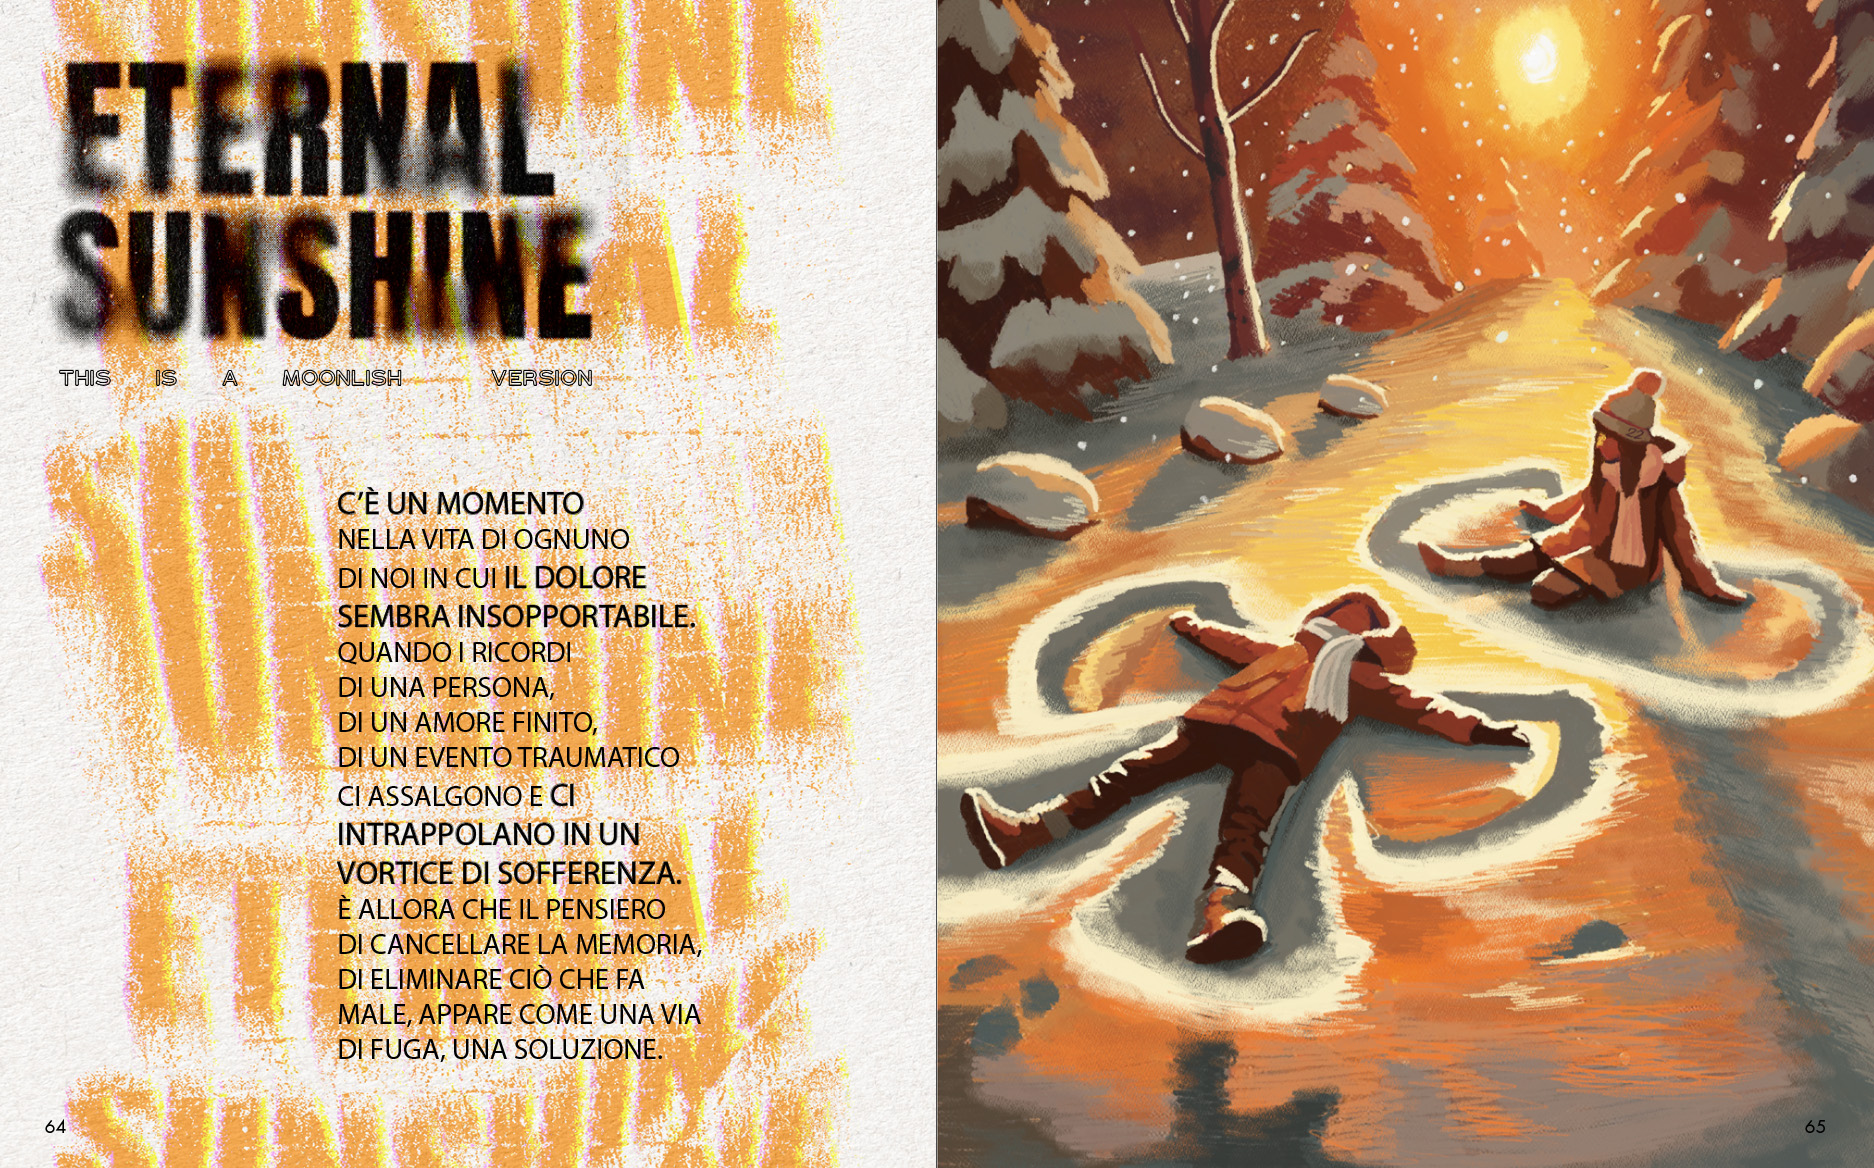 ETERNAL
SUNSHINE
THIS IS A MOONLISH VERSION
C'È UN MOMENTO
NELLA VITA DI OGNUNO
DI NOI IN CUI IL DOLORE
SEMBRA INSOPPORTABILE.
QUANDO I RICORDI
DI UNA PERSONA,
DI UN AMORE FINITO,
DI UN EVENTO TRAUMATICO
CI ASSALGONO E CI
INTRAPPOLANO IN UN
VORTICE DI SOFFERENZA.
È ALLORA CHE IL PENSIERO
DI CANCELLARE LA MEMORIA,
DI ELIMINARE CIÒ CHE FA
MALE, APPARE COME UNA VIA
DI FUGA, UNA SOLUZIONE.
64
22
65